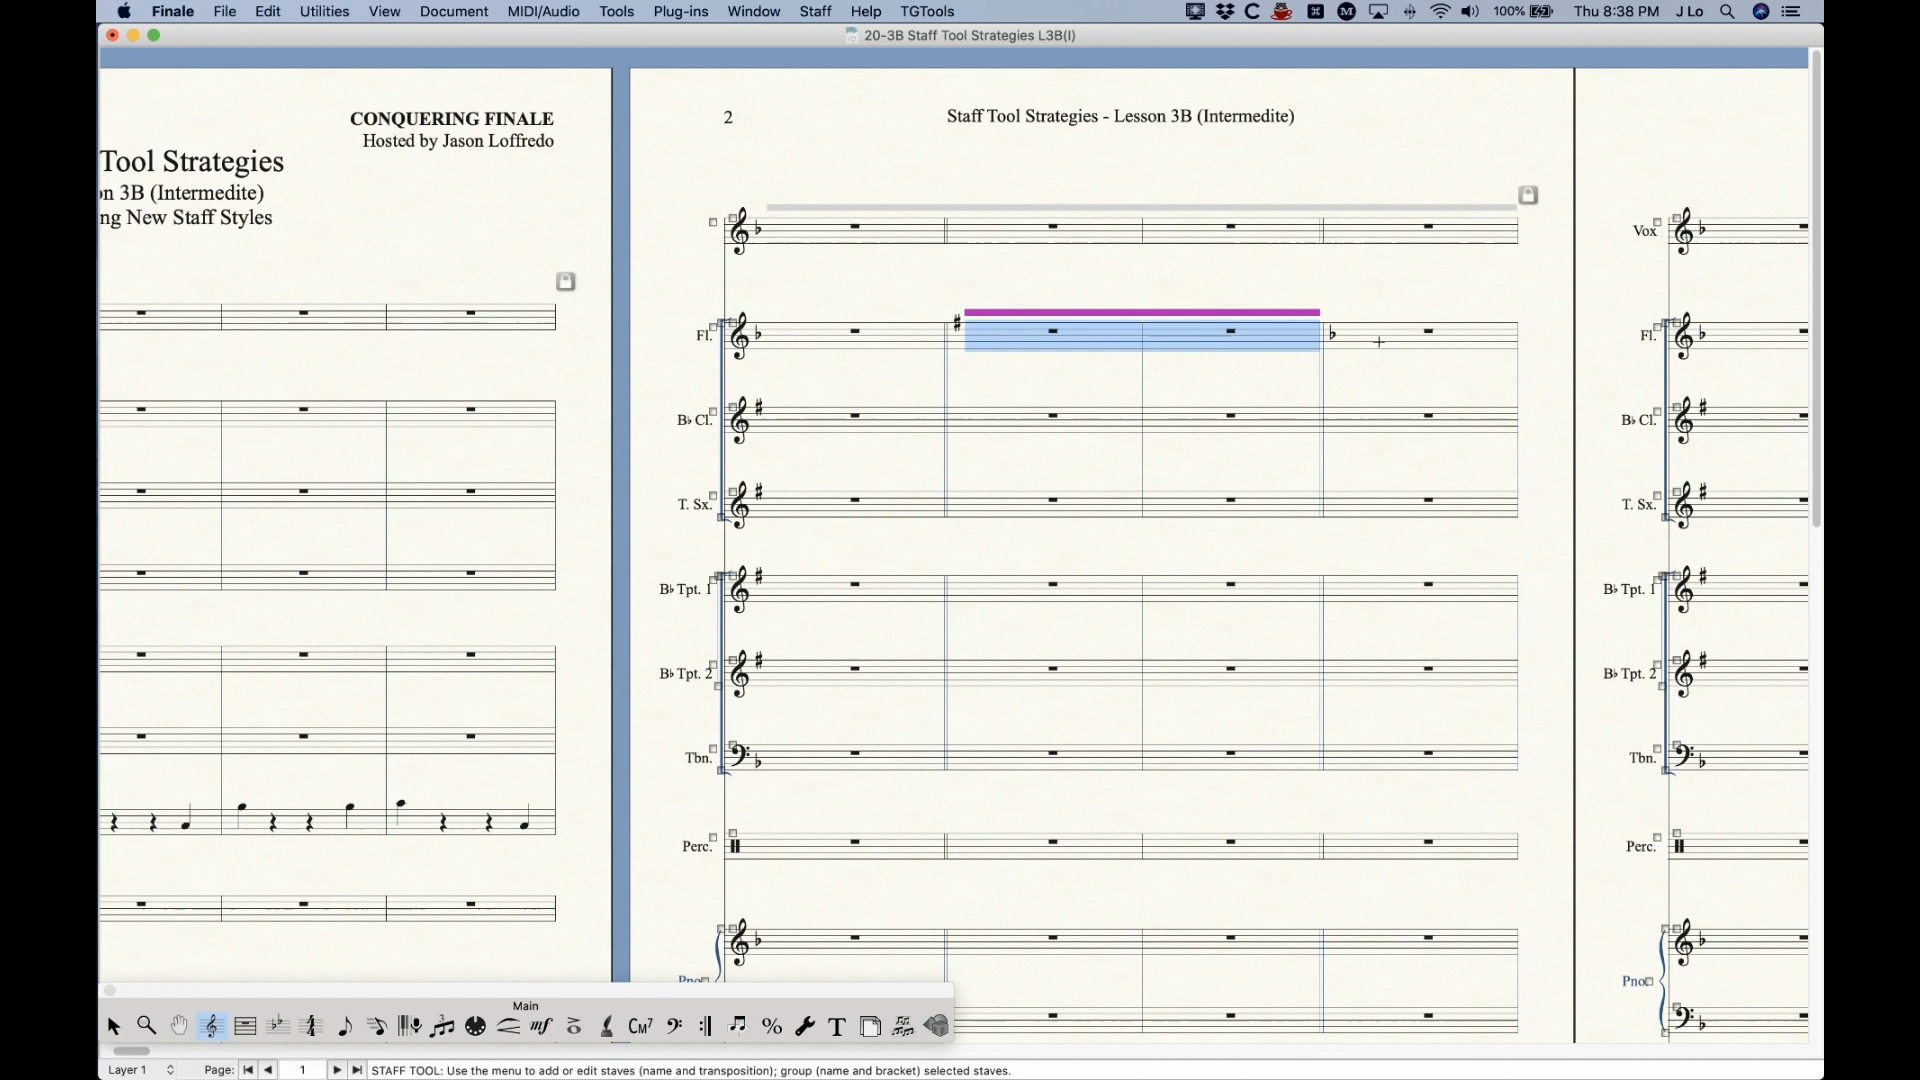 Finale File Edit Utilities View Document MIDI/Audio Tools Plug-ins Window Staff Help TGTools 100% Thu 8:38 PM J Lo
20-3B Staff Tool Strategies L3B(I)
CONQUERING FINALE
Hosted by Jason Loffredo
Tool Strategies
n 3B (Intermedite)
ng New Staff Styles
2
Staff Tool Strategies - Lesson 3B (Intermedite)
Fl.
B♭ Cl.
T. Sx.
B♭ Tpt. 1
B♭ Tpt. 2
Tbn.
Perc.
Pno
Vox
Fl.
B♭ Cl.
T. Sx.
B♭ Tpt. 1
B♭ Tpt. 2
Tbn.
Perc.
Pno
Main
mf CM7 % T
Layer 1 Page: 1 STAFF TOOL: Use the menu to add or edit staves (name and transposition); group (name and bracket) selected staves.